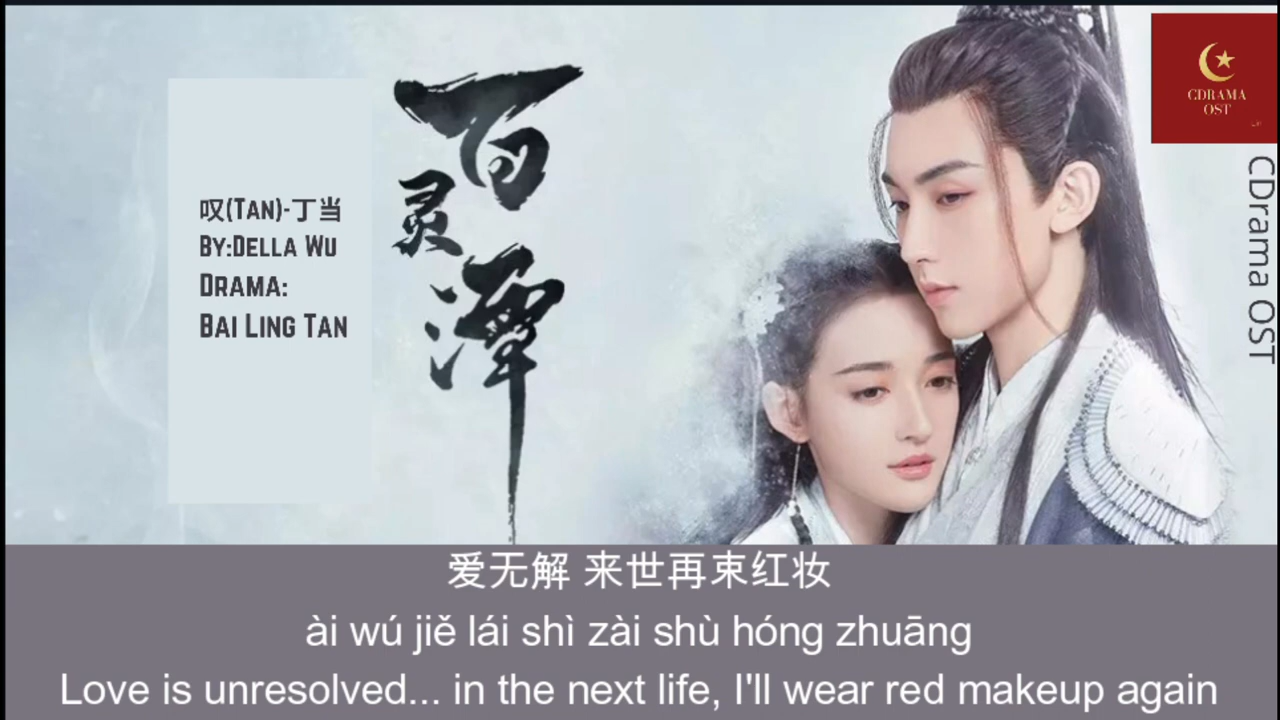 叹(TAN)-丁当
BY:DELLA WU
DRAMA:
BAI LING TAN
百灵潭
CDRAMA
OST
CDrama OST
爱无解 来世再束红妆
ài wú jiě lái shì zài shù hóng zhuāng
Love is unresolved... in the next life, I'll wear red makeup again